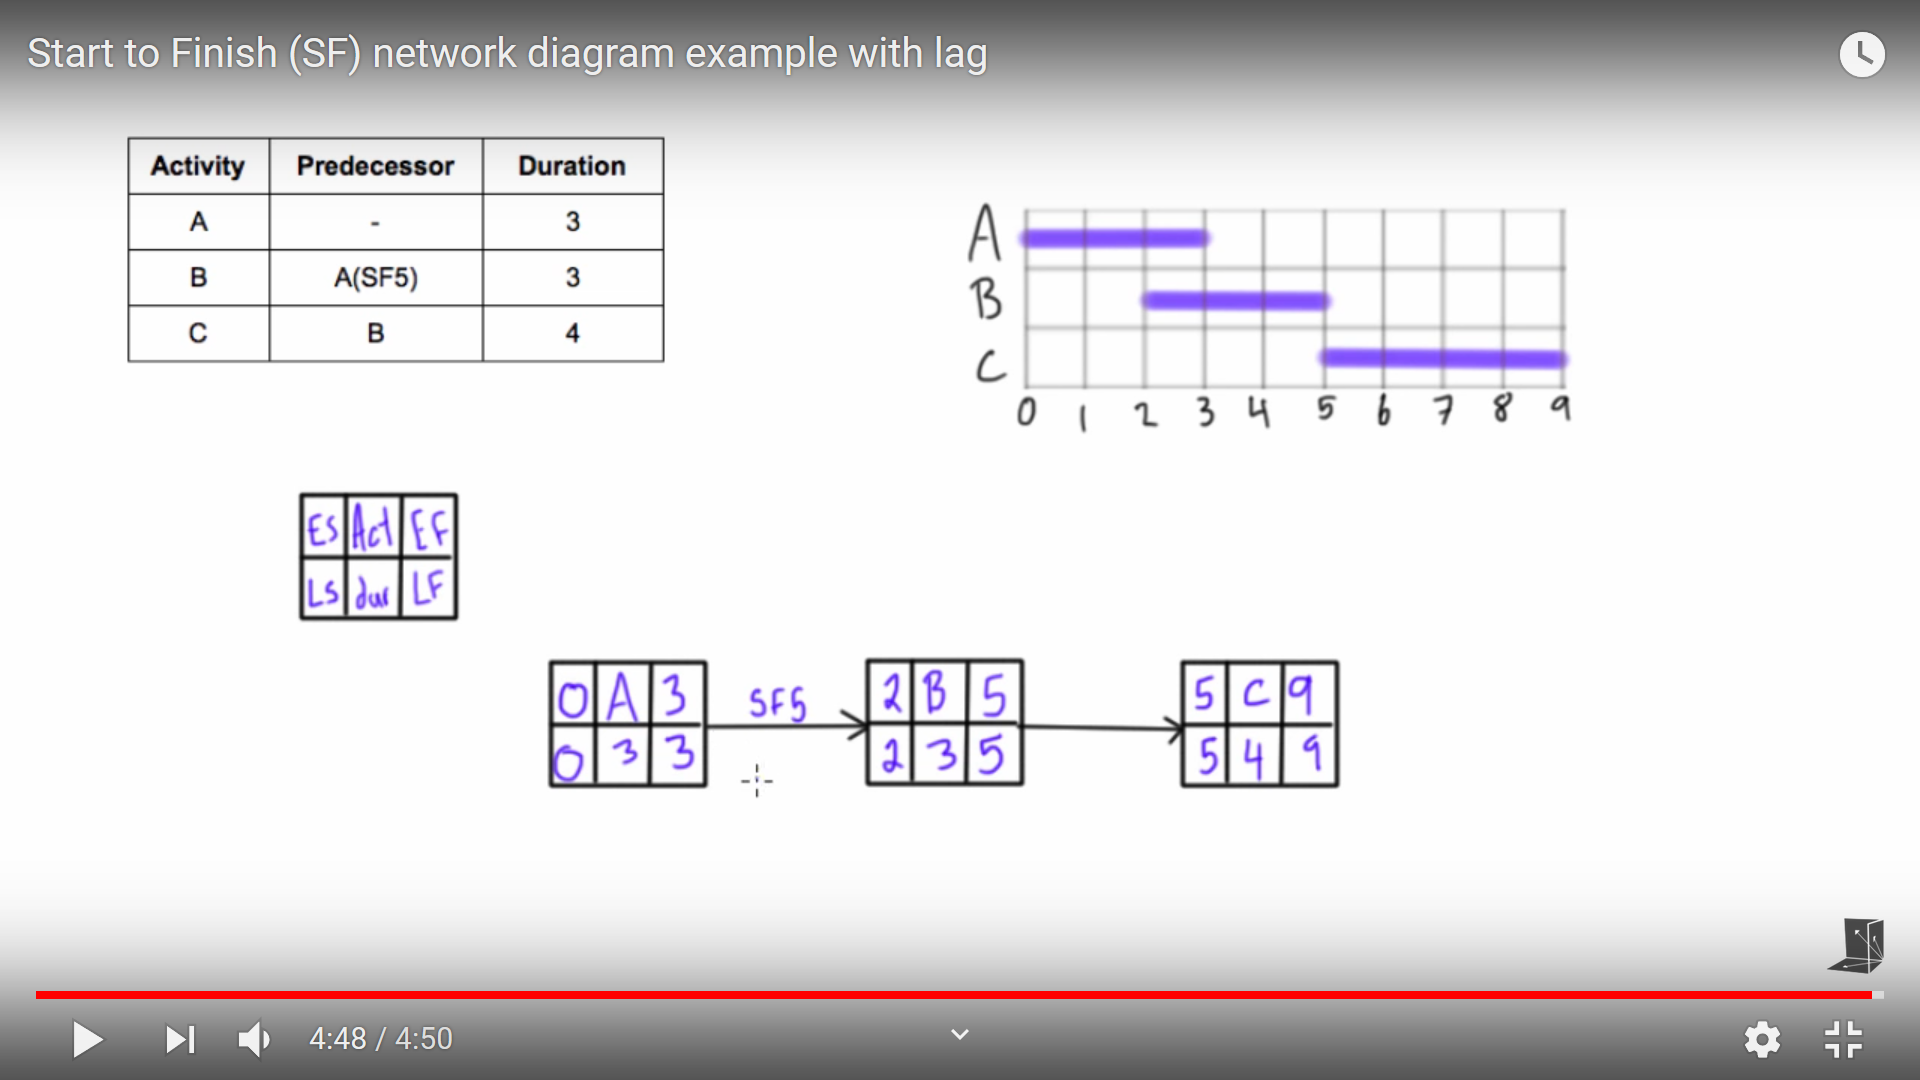 Start to Finish (SF) network diagram example with lag
Activity Predecessor Duration
A - 3
B A(SF5) 3
C B 4
A
B
C
0 1 2 3 4 5 6 7 8 9
Es Act EF
Ls dur LF
0 A 3
0 3 3
SF5
2 B 5
2 3 5
5 C 9
5 4 9
4:48 / 4:50